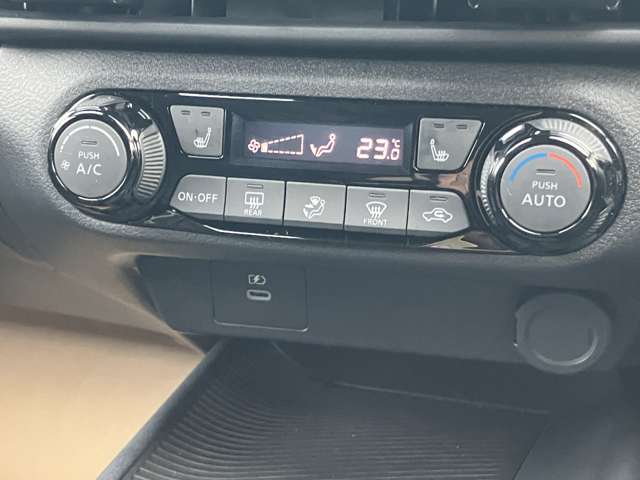 PUSH
A/C
23.0
°C
ON·OFF
REAR
FRONT
PUSH
AUTO